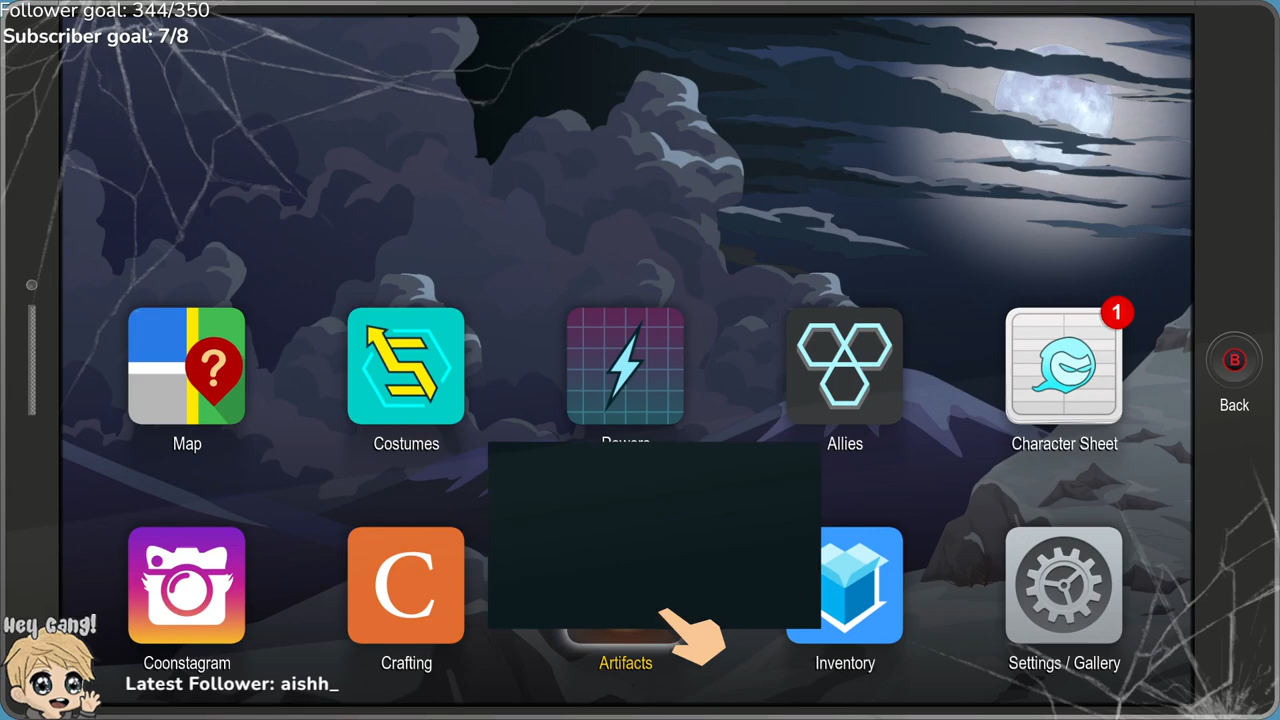 Follower goal: 344/350
Subscriber goal: 7/8
?
1
B
Back
Map
Costumes
Powers
Allies
Character Sheet
C
Hey Gang!
Coonstagram
Crafting
Artifacts
Inventory
Settings / Gallery
Latest Follower: aishh_